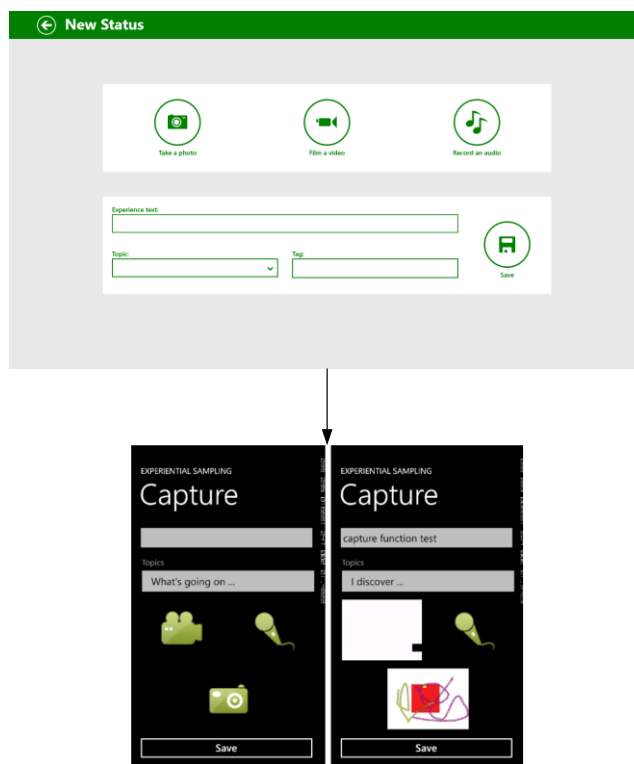 New Status
Take a photo
Film a video
Record an audio
Experience text:
Topic:
Tag:
Save
EXPERIENTIAL SAMPLING
Capture
Topics
What's going on ...
Save
EXPERIENTIAL SAMPLING
Capture
capture function test
Topics
I discover ...
Save